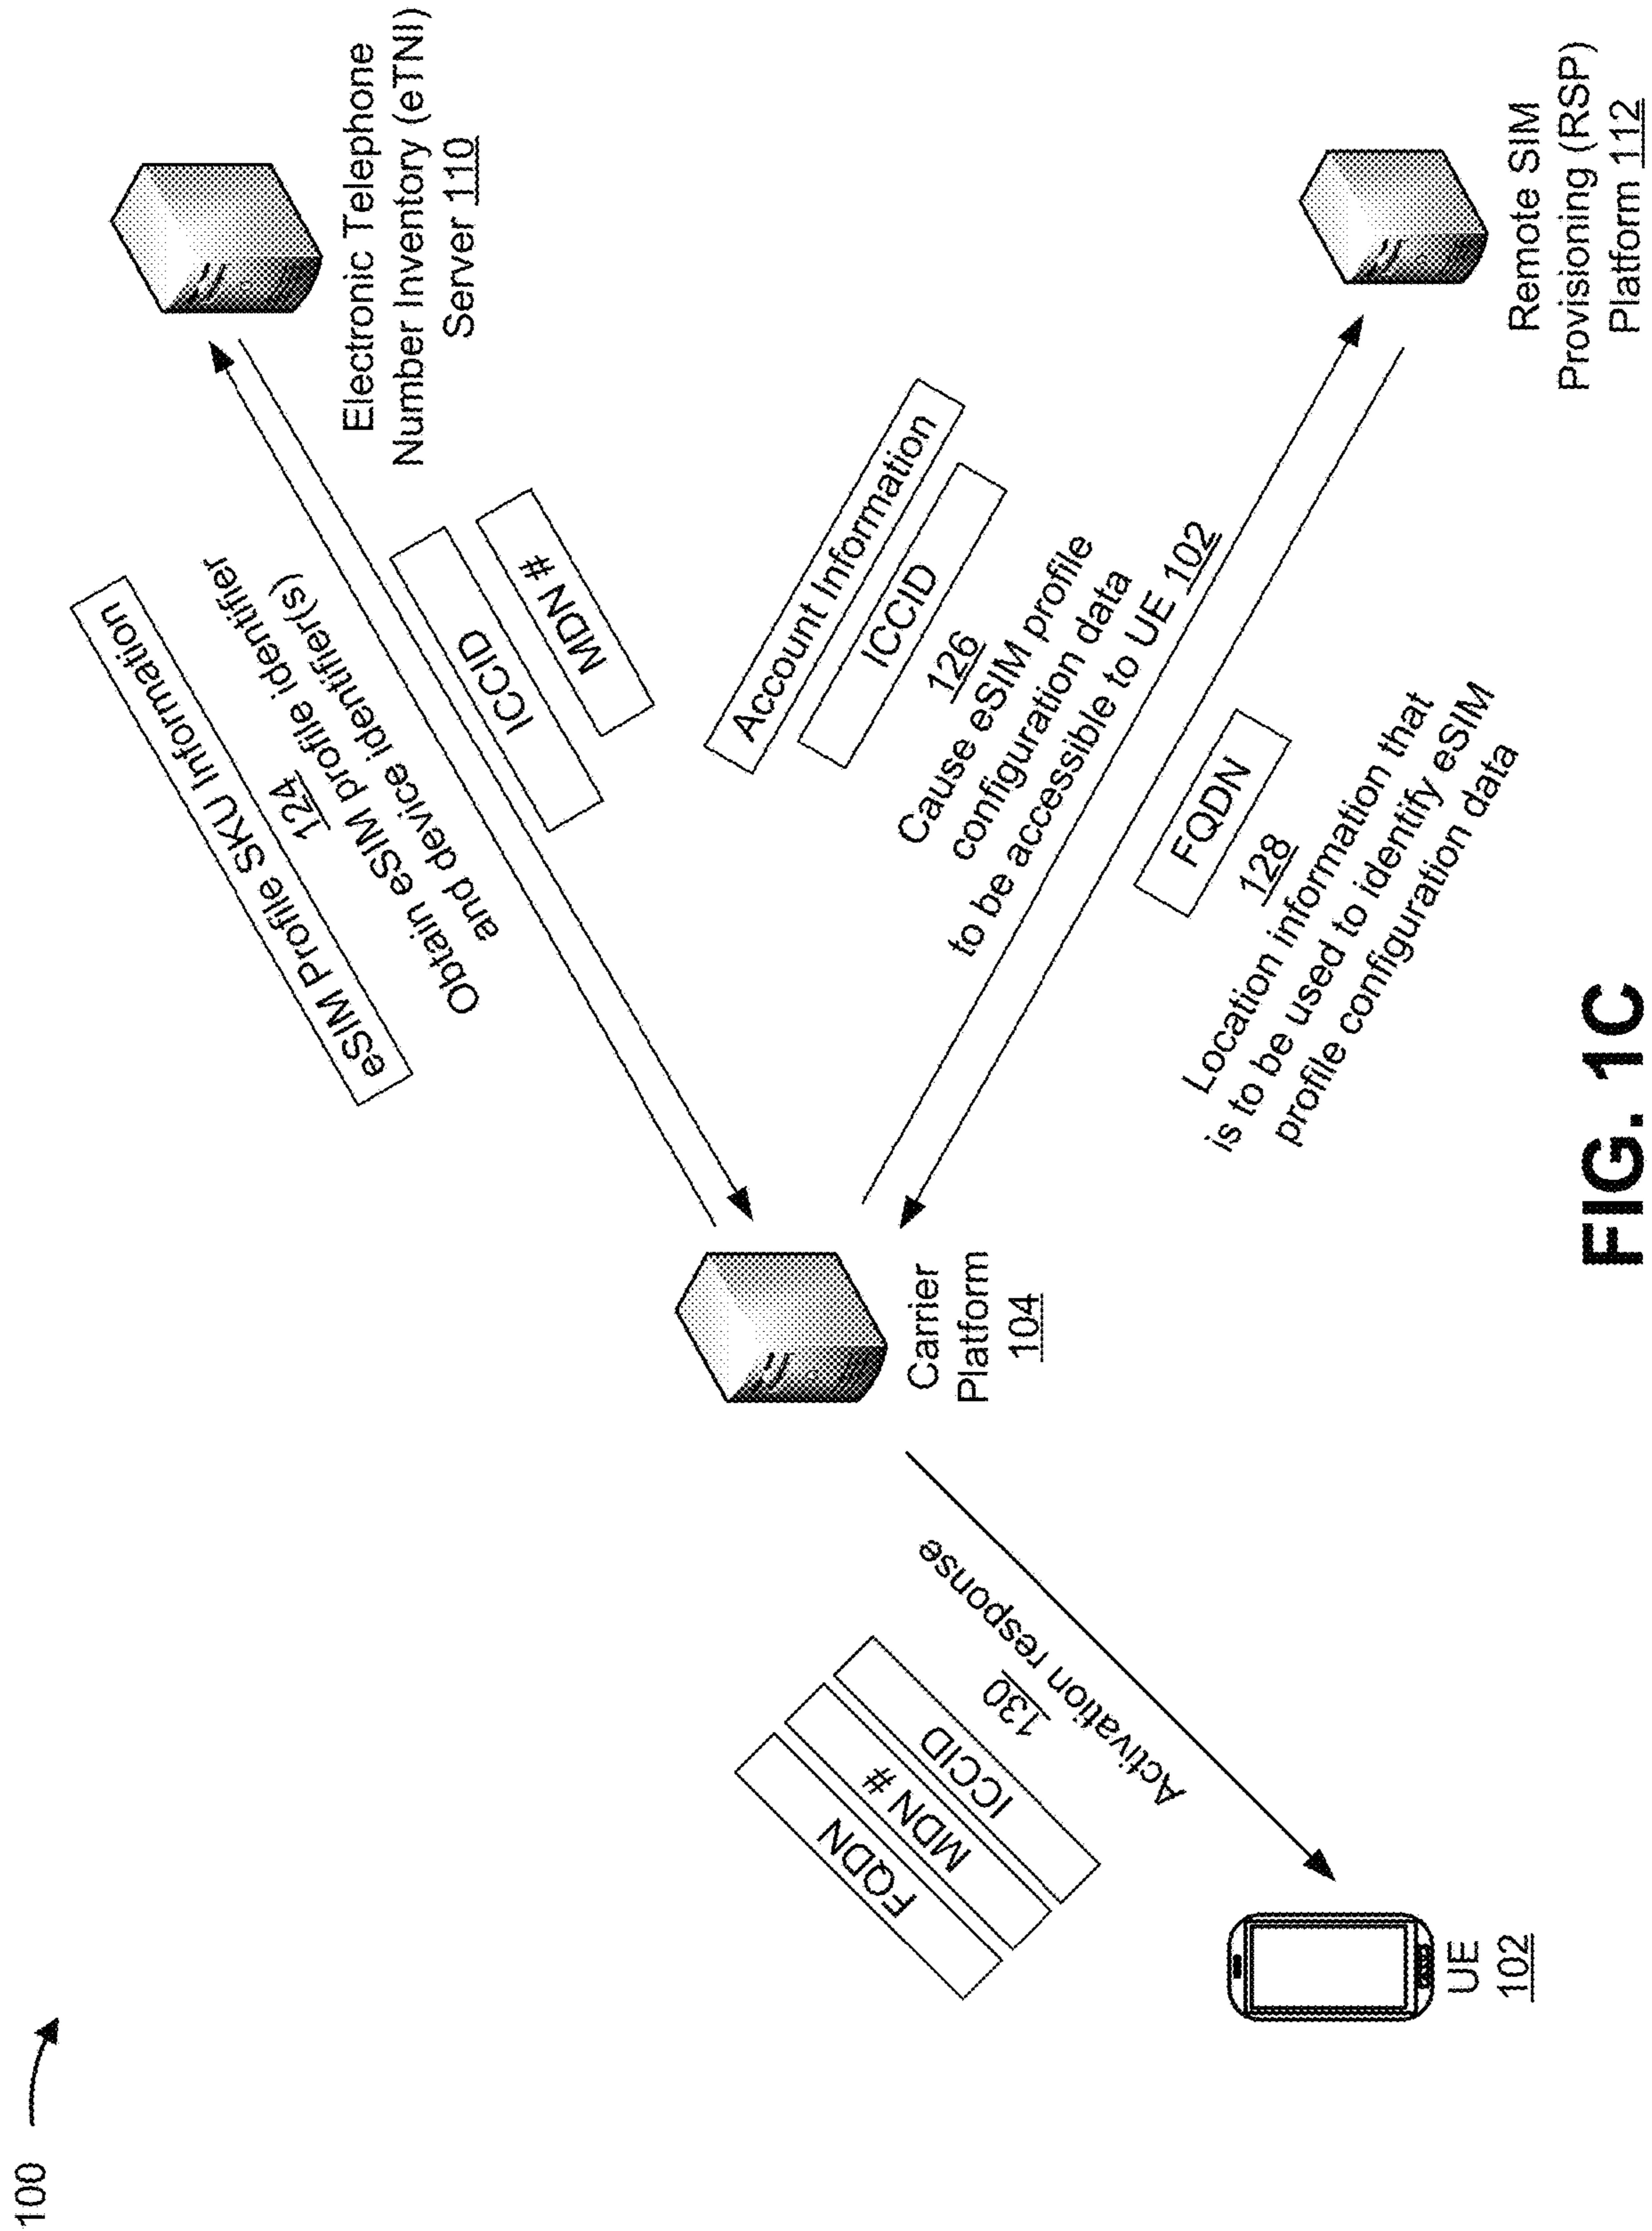 100
eSIM Profile SKU Information
124
Obtain eSIM profile identifier
and device identifier(s)
identifier
ICCID
MDN #
Electronic Telephone
Number Inventory (eTNI)
Server 110
Carrier
Platform
104
Account Information
ICCID
126
Cause eSIM profile
configuration data
to be accessible to UE 102
FQDN
128
Location information that
is to be used to identify eSIM
profile configuration data
Remote SIM
Provisioning (RSP)
Platform 112
FQDN
MDN #
ICCID
130
Activation response
UE
102
FIG. 1C